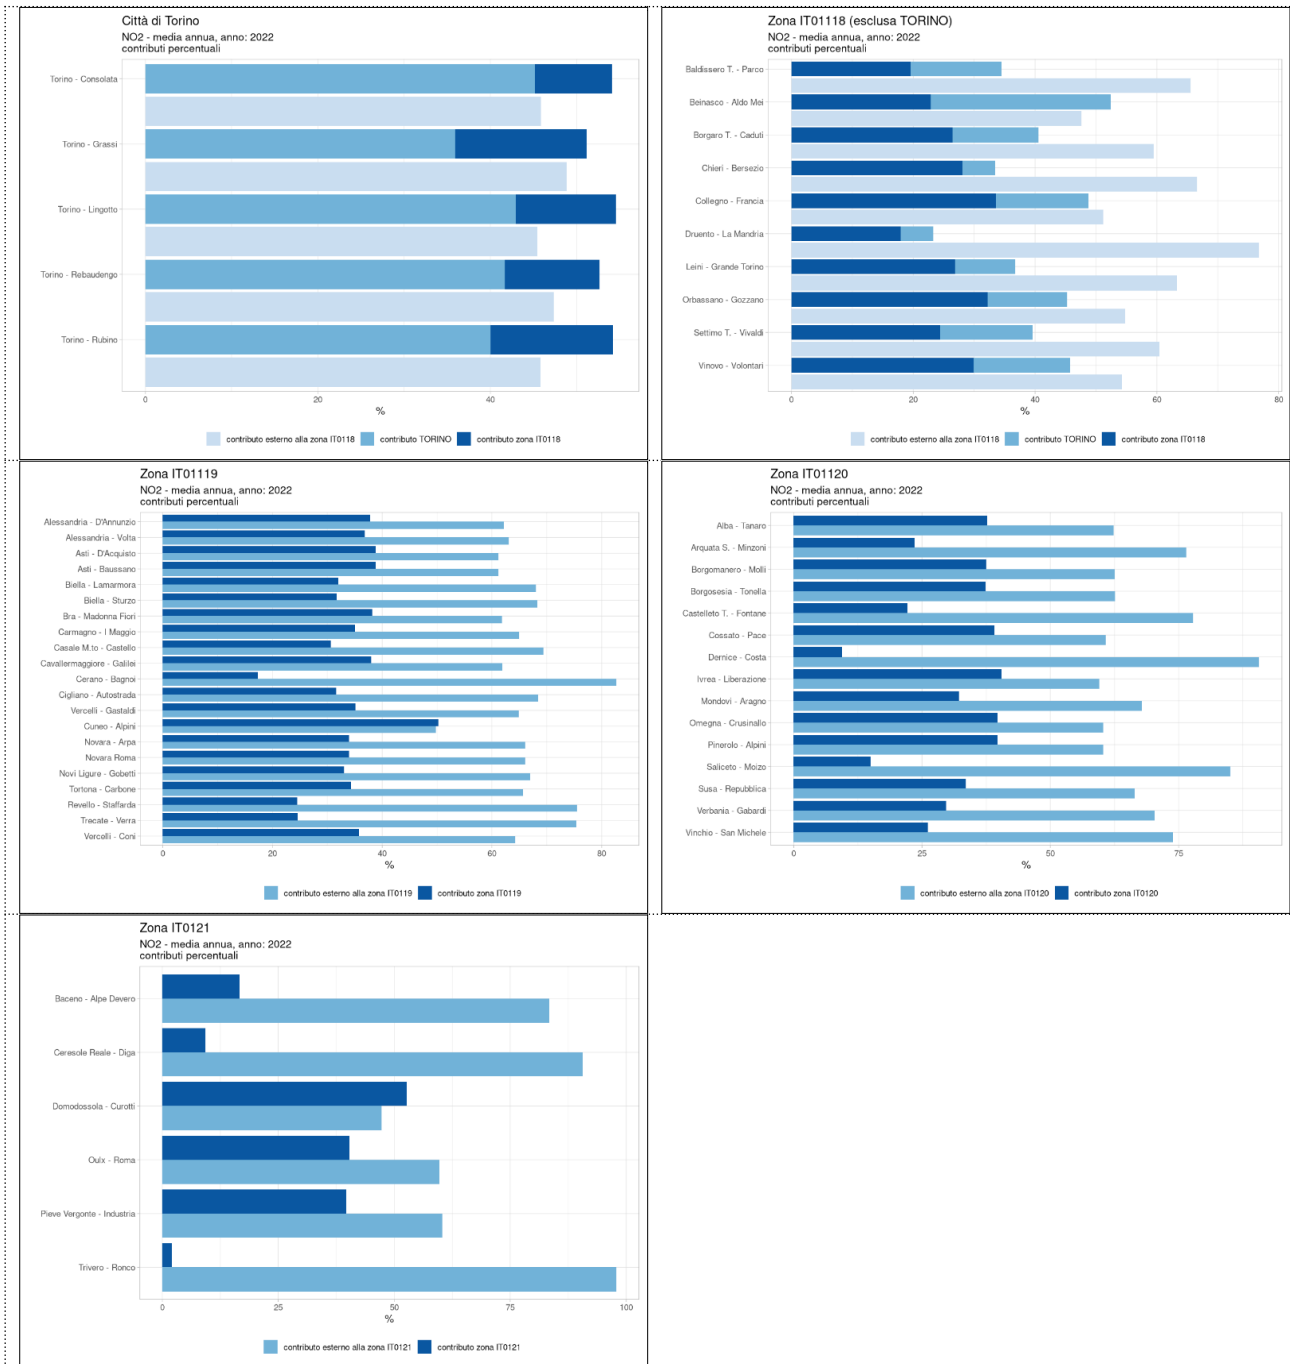 Città di Torino
NO2 - media annua, anno: 2022
contributi percentuali
Torino - Consolata
Torino - Grassi
Torino - Lingotto
Torino - Rebaudengo
Torino - Rubino
0 20 40
%
contributo esterno alla zona IT0118 contributo TORINO contributo zona IT0118
Zona IT01118 (esclusa TORINO)
NO2 - media annua, anno: 2022
contributi percentuali
Baldissero T. - Parco
Beinasco - Aldo Mei
Borgaro T. - Caduti
Chieri - Bersezio
Collegno - Francia
Druento - La Mandria
Leini - Grande Torino
Orbassano - Gozzano
Settimo T. - Vivaldi
Vinovo - Volontari
0 20 40 60 80
%
contributo esterno alla zona IT0118 contributo TORINO contributo zona IT0118
Zona IT01119
NO2 - media annua, anno: 2022
contributi percentuali
Alessandria - D'Annunzio
Alessandria - Volta
Asti - D'Acquisto
Asti - Baussano
Biella - Lamarmora
Biella - Sturzo
Bra - Madonna Fiori
Carmagno - I Maggio
Casale M.to - Castello
Cavallermaggiore - Galilei
Cerano - Bagnoi
Cigliano - Autostrada
Vercelli - Gastaldi
Cuneo - Alpini
Novara - Arpa
Novara Roma
Novi Ligure - Gobetti
Tortona - Carbone
Revello - Staffarda
Trecate - Verra
Vercelli - Coni
0 20 40 60 80
%
contributo esterno alla zona IT0119 contributo zona IT0119
Zona IT01120
NO2 - media annua, anno: 2022
contributi percentuali
Alba - Tanaro
Arquata S. - Minzoni
Borgomanero - Molli
Borgosesia - Tonella
Castelleto T. - Fontane
Cossato - Pace
Dernice - Costa
Ivrea - Liberazione
Mondovi - Aragno
Omegna - Crusinallo
Pinerolo - Alpini
Saliceto - Moizo
Susa - Repubblica
Verbania - Gabardi
Vinchio - San Michele
0 25 50 75
%
contributo esterno alla zona IT0120 contributo zona IT0120
Zona IT0121
NO2 - media annua, anno: 2022
contributi percentuali
Baceno - Alpe Devero
Ceresole Reale - Diga
Domodossola - Curotti
Oulx - Roma
Pieve Vergonte - Industria
Trivero - Ronco
0 25 50 75 100
%
contributo esterno alla zona IT0121 contributo zona IT0121